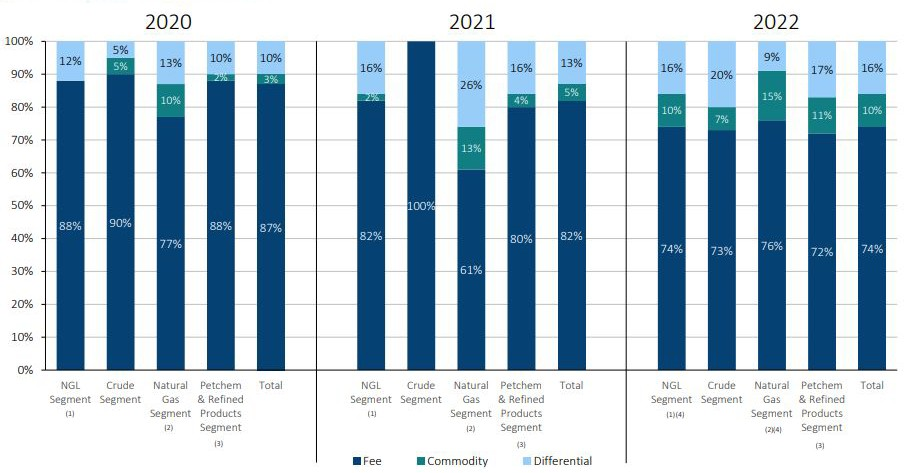 2020
2021
2022
100%
90%
80%
70%
60%
50%
40%
30%
20%
10%
0%
12%
88%
5%
5%
90%
13%
10%
77%
10%
2%
88%
10%
3%
87%
16%
2%
82%
100%
26%
13%
61%
16%
4%
80%
13%
5%
82%
16%
10%
74%
20%
7%
73%
9%
15%
76%
17%
11%
72%
16%
10%
74%
NGL
Segment
(1)
Crude
Segment
Natural
Gas
Segment
(2)
Petchem
& Refined
Products
Segment
(3)
Total
NGL
Segment
(1)
Crude
Segment
Natural
Gas
Segment
(2)
Petchem
& Refined
Products
Segment
(3)
Total
NGL
Segment
(1)(4)
Crude
Segment
Natural
Gas
Segment
(2)(4)
Petchem
& Refined
Products
Segment
(3)
Total
Fee
Commodity
Differential